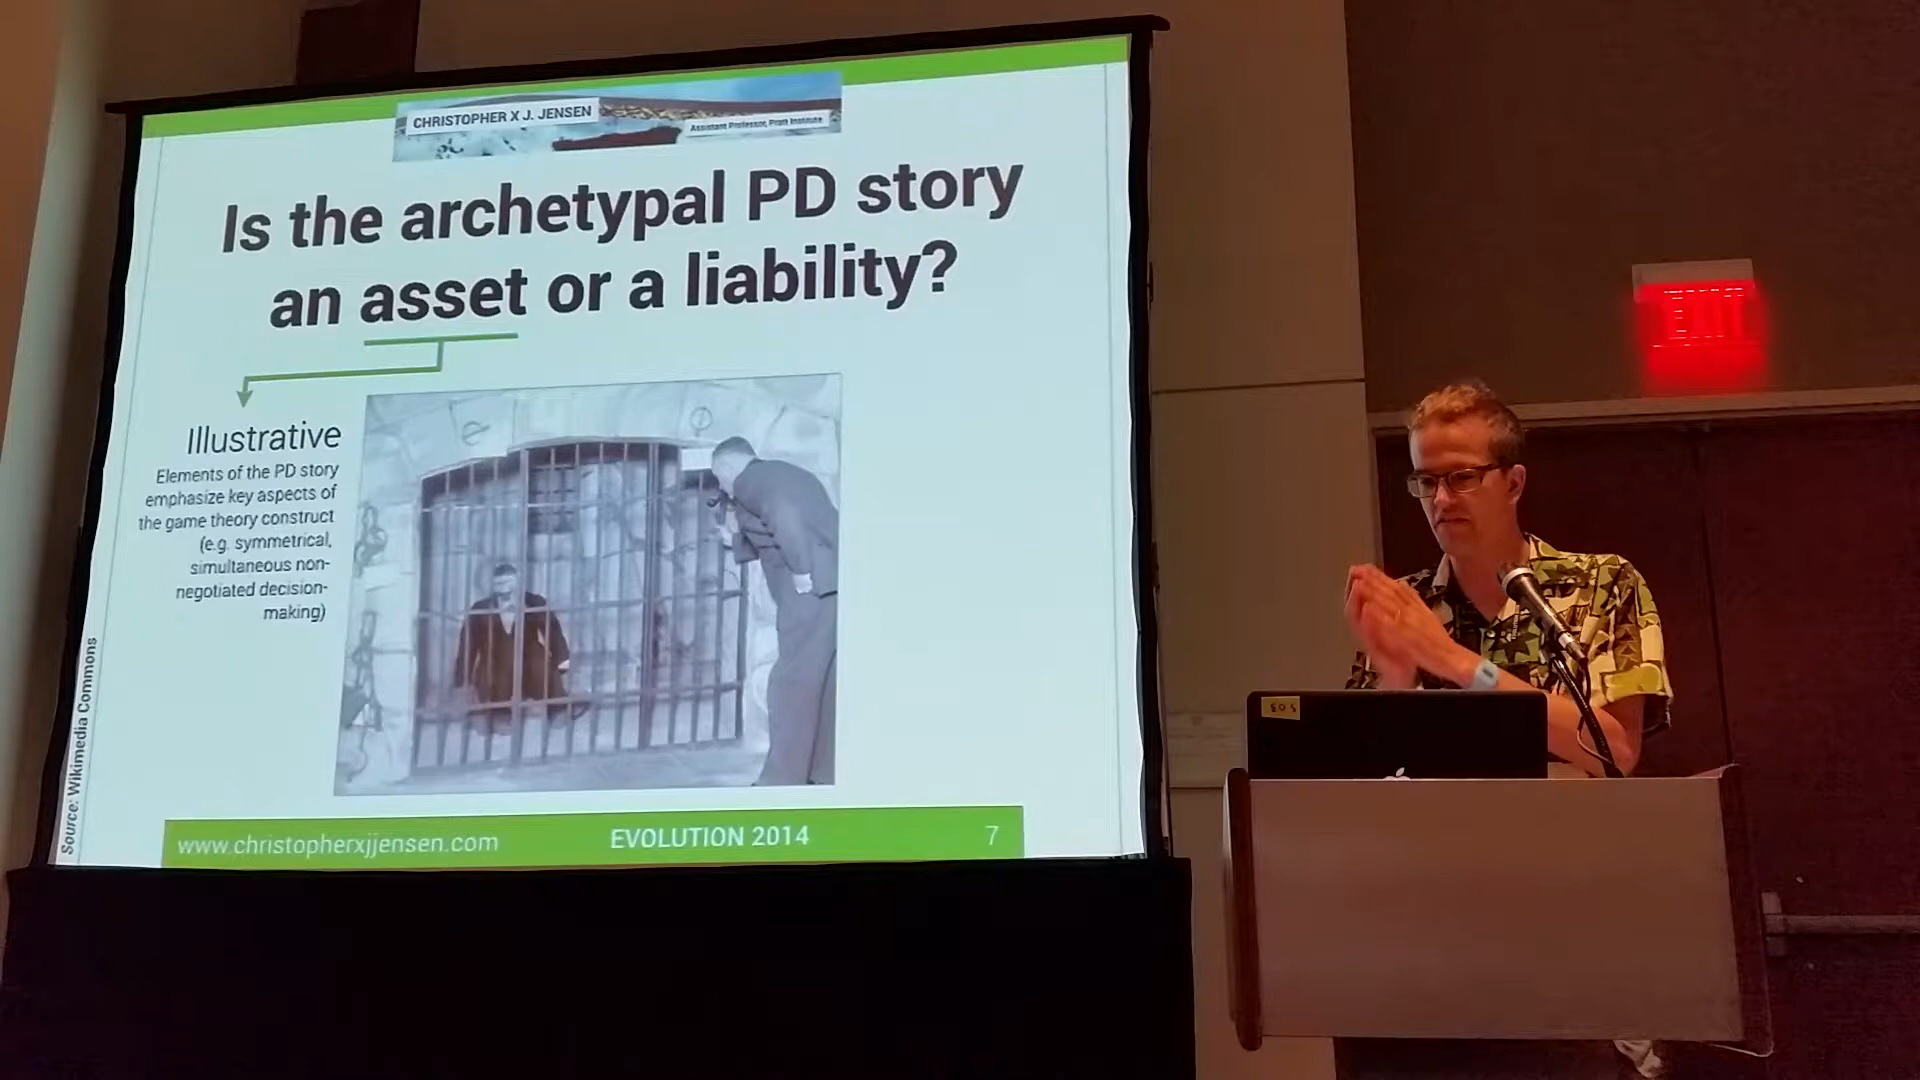 CHRISTOPHER X J. JENSEN
Assistant Professor, Pratt Institute
Is the archetypal PD story
an asset or a liability?
Illustrative
Elements of the PD story
emphasize key aspects of
the game theory construct
(e.g. symmetrical,
simultaneous non-
negotiated decision-
making)
Source: Wikimedia Commons
www.christopherxjjensen.com
EVOLUTION 2014
7
EXIT
503